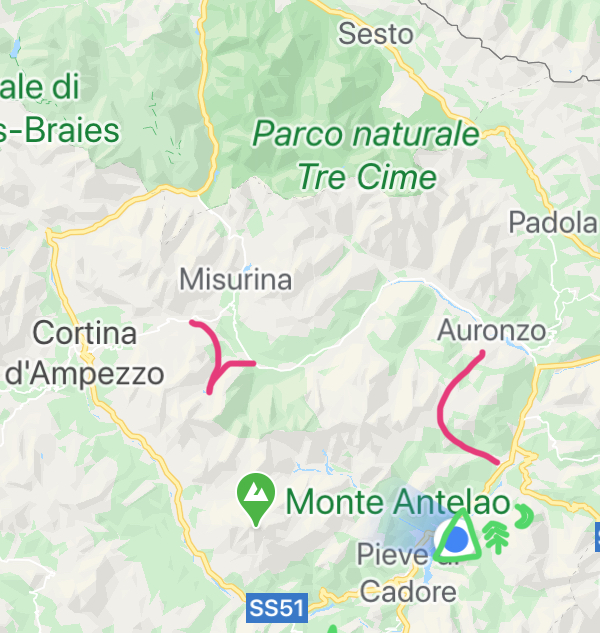 Sesto
ale di
s-Braies
Parco naturale
Tre Cime
Padola
Misurina
Cortina
d'Ampezzo
Auronzo
Monte Antelao
Pieve di
Cadore
SS51